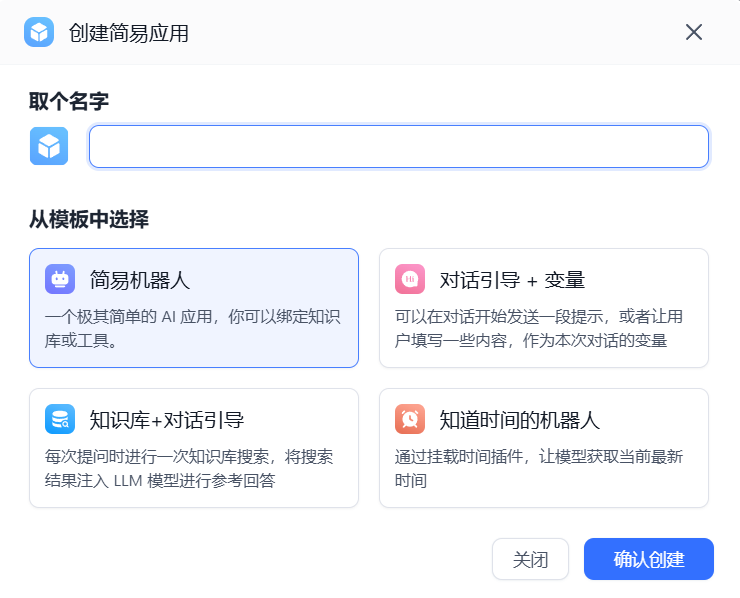 创建简易应用
取个名字
从模板中选择
简易机器人
一个极其简单的 AI 应用，你可以绑定知识
库或工具。
Hi
对话引导 + 变量
可以在对话开始发送一段提示，或者让用
户填写一些内容，作为本次对话的变量
知识库+对话引导
每次提问时进行一次知识库搜索，将搜索
结果注入 LLM 模型进行参考回答
知道时间的机器人
通过挂载时间插件，让模型获取当前最新
时间
关闭
确认创建